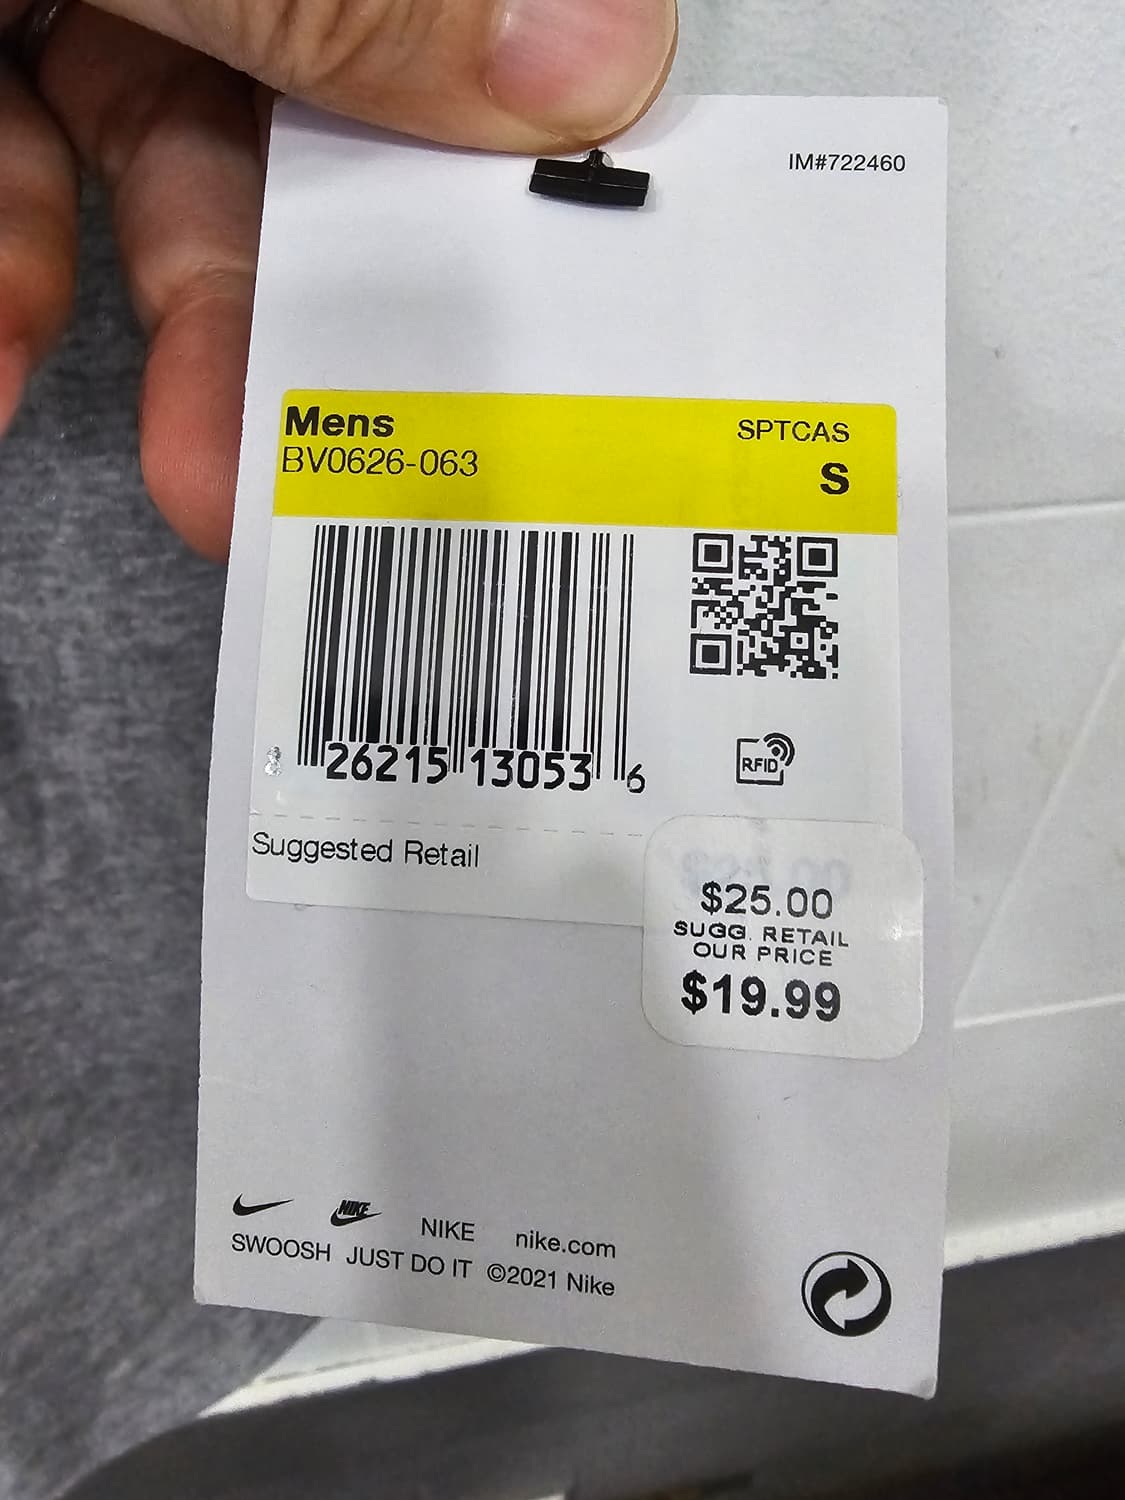 IM#722460
Mens
SPTCAS
BV0626-063
S
26215 13053 6
RFID
Suggested Retail
$25.00
SUGG. RETAIL
OUR PRICE
$19.99
NIKE
NIKE nike.com
SWOOSH JUST DO IT ©2021 Nike